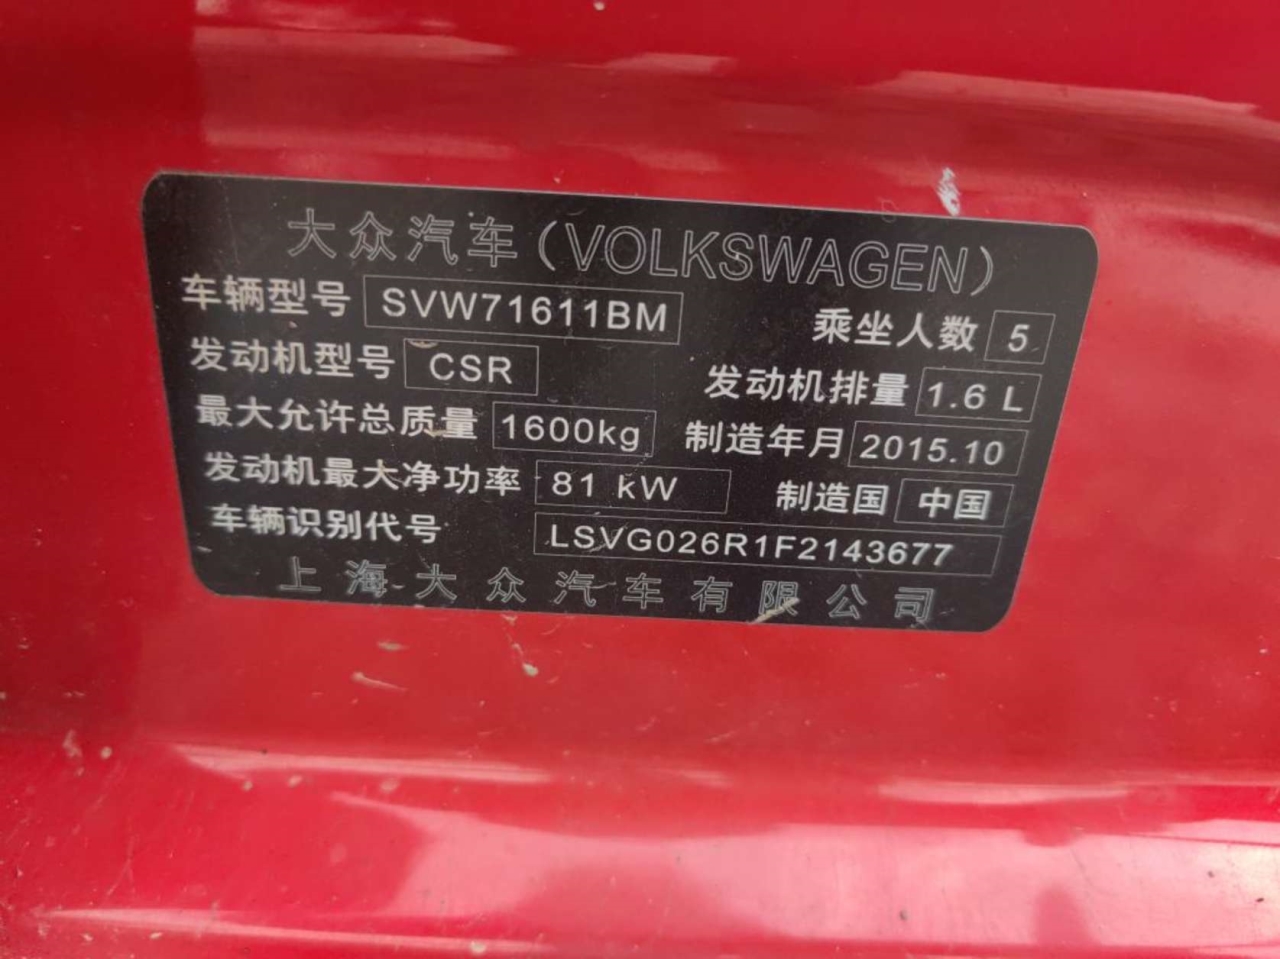 大众汽车(VOLKSWAGEN)
车辆型号 SVW71611BM 乘坐人数 5
发动机型号 CSR 发动机排量 1.6 L
最大允许总质量 1600kg 制造年月 2015.10
发动机最大净功率 81 kW 制造国 中国
车辆识别代号 LSVG026R1F2143677
上海大众汽车有限公司